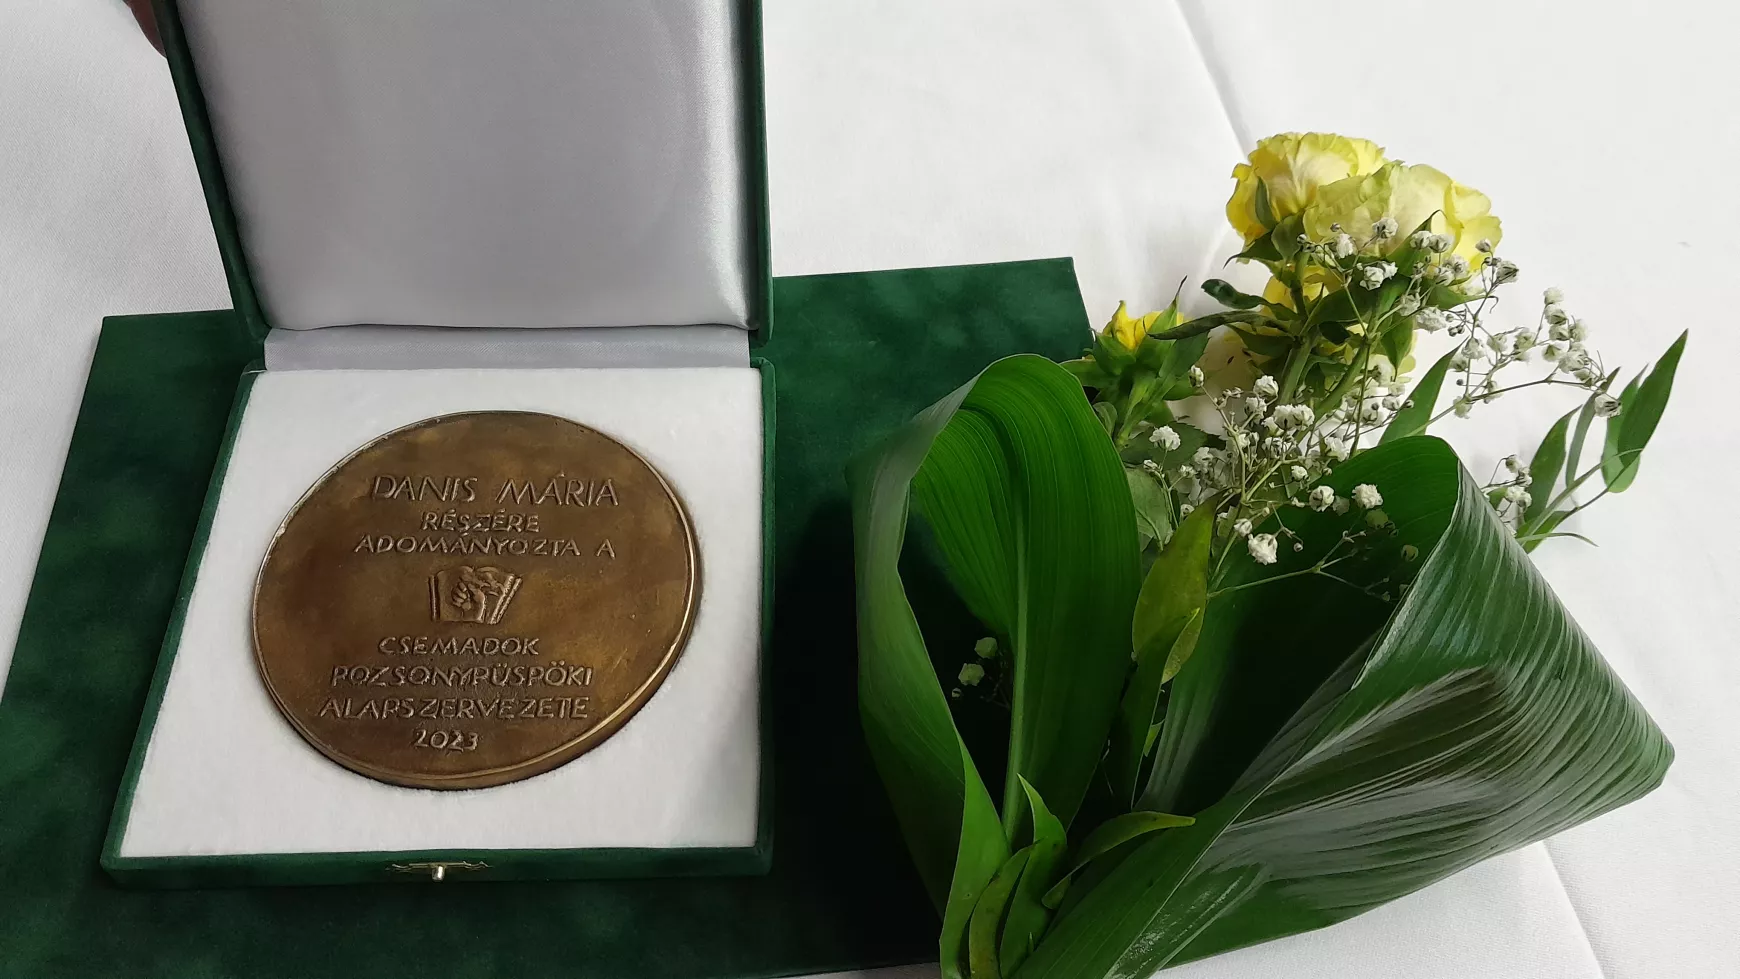 DANIS MÁRIA
RÉSZÉRE
ADOMÁNYOZTA A
CSEMADOK
POZSONYPÜSPÖKI
ALAPSZERVEZETE
2023